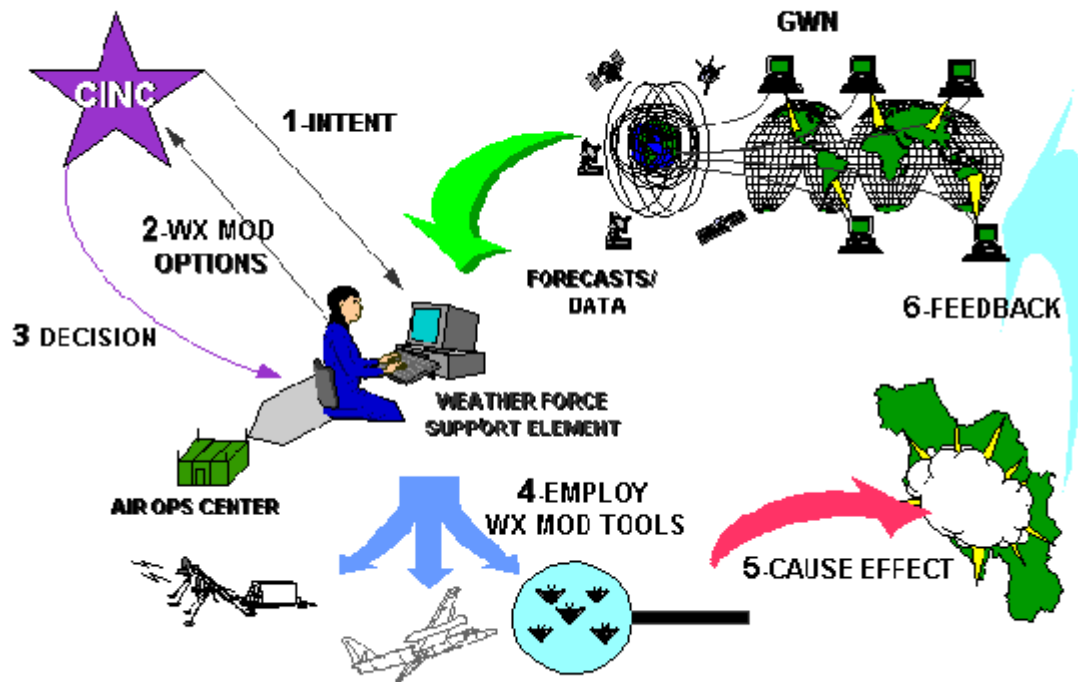 GWN
CINC
1-INTENT
2-WX MOD
OPTIONS
FORECASTS/
DATA
3 DECISION
6-FEEDBACK
WEATHER FORCE
SUPPORT ELEMENT
AIR OPS CENTER
4-EMPLOY
WX MOD TOOLS
5-CAUSE EFFECT